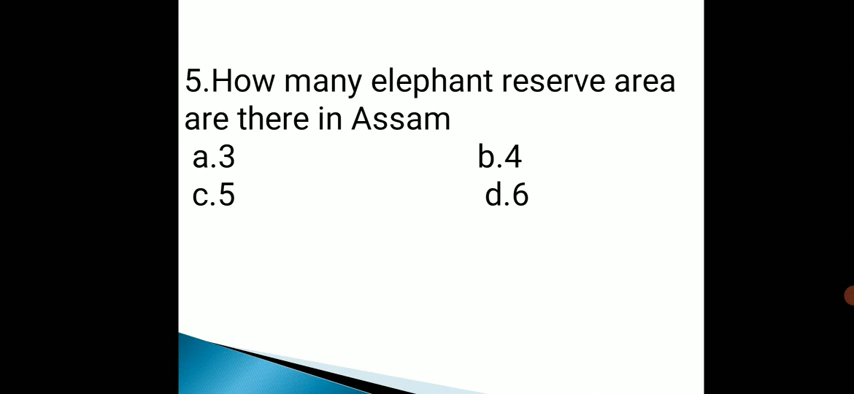 5.How many elephant reserve area
are there in Assam
a.3 b.4
c.5 d.6